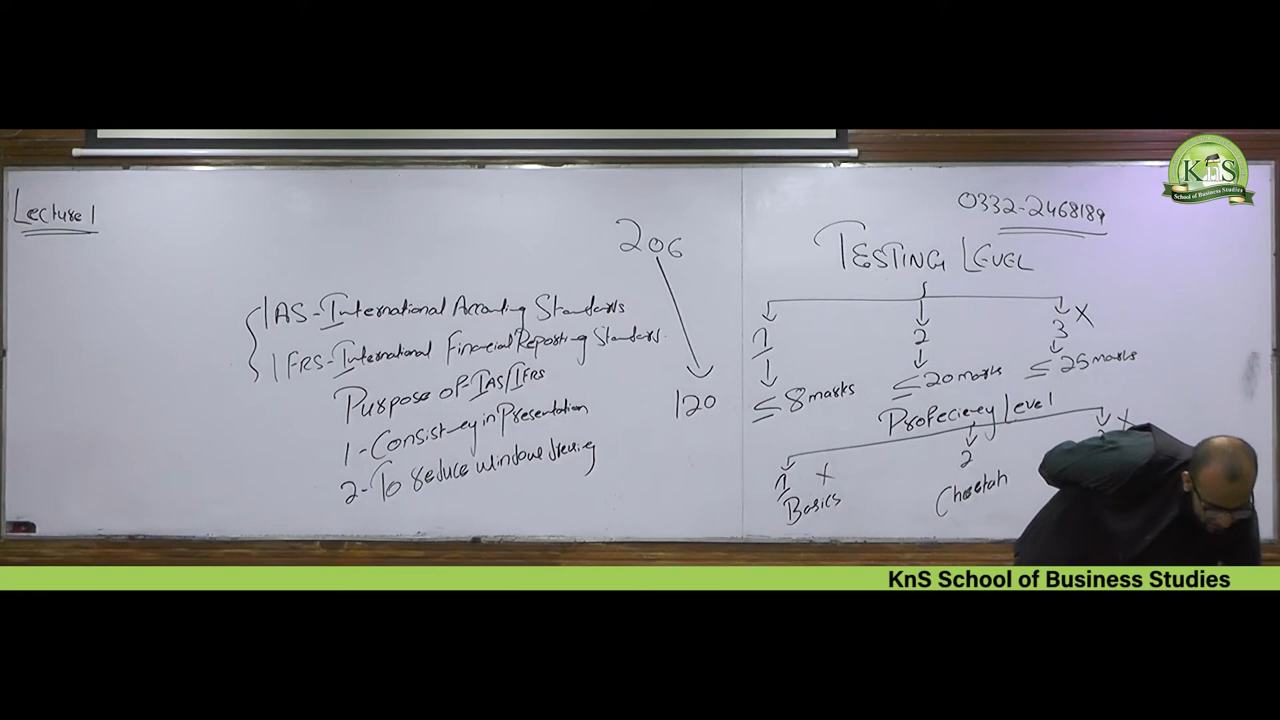 Lecture 1
IAS-International Accounting Standards
IFRS-International Financial Reporting Standards.
Purpose of IAS/IFRS
1-Consistency in Presentation
2-To reduce window dressing
206
120
0332-2468189
TESTING LEVEL
1 2 3 X
≤ 8 marks ≤ 20 marks ≤ 25 marks
Profeciency Level
1 X 2 X
Basics Cheetah
KnS
School of Business Studies
KnS School of Business Studies